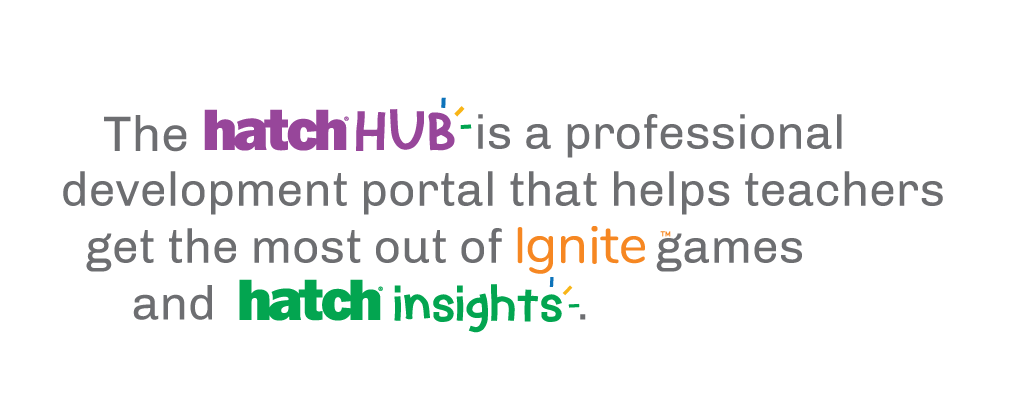 The hatch® HUB is a professional
development portal that helps teachers
get the most out of Ignite™ games
and hatch® insights.